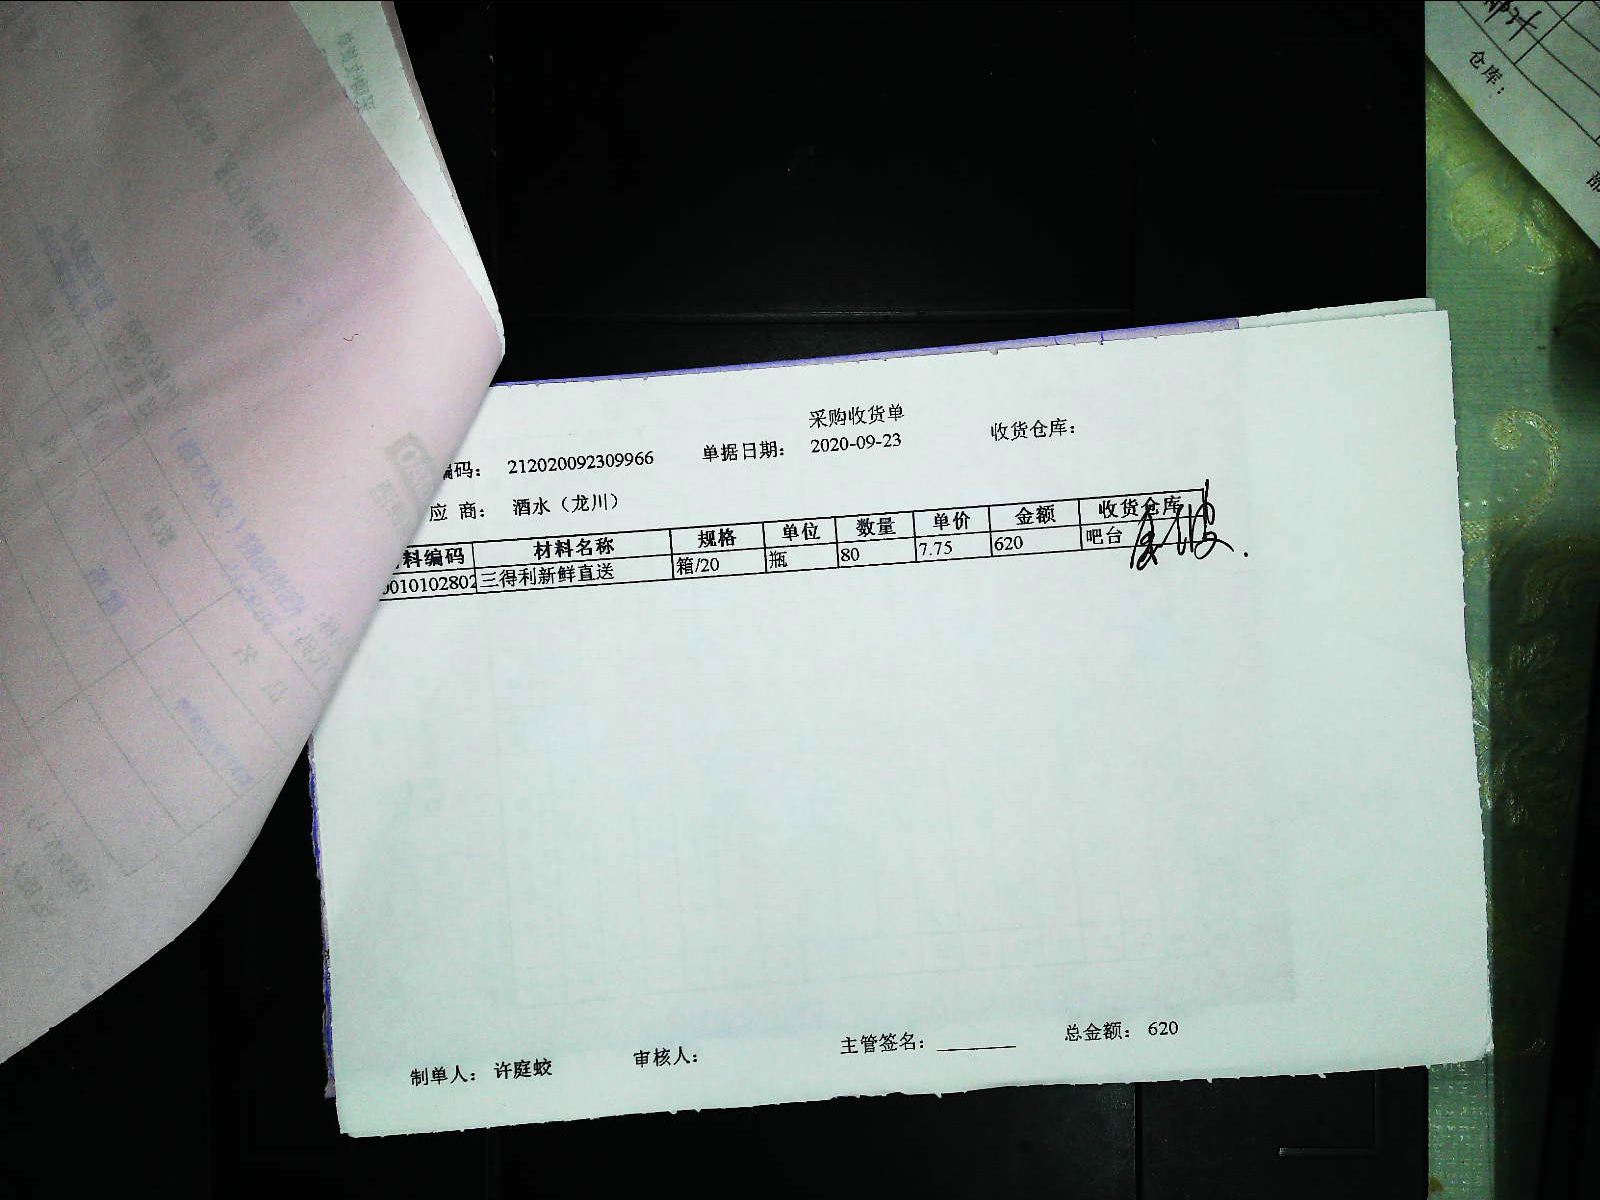 采购收货单
编码： 212020092309966 单据日期： 2020-09-23 收货仓库：
应 商： 酒水（龙川）
料编码 材料名称 规格 单位 数量 单价 金额 收货仓库
010102802 三得利新鲜直送 箱/20 瓶 80 7.75 620 吧台
制单人： 许庭蛟 审核人： 主管签名： 总金额： 620
仓库：